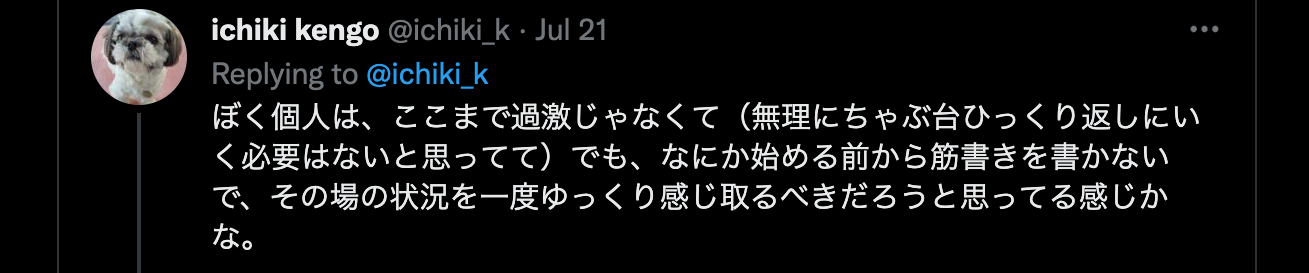 ichiki kengo @ichiki_k · Jul 21
Replying to @ichiki_k
ぼく個人は、ここまで過激じゃなくて（無理にちゃぶ台ひっくり返しにい
く必要はないと思ってて）でも、なにか始める前から筋書きを書かない
で、その場の状況を一度ゆっくり感じ取るべきだろうと思ってる感じか
な。